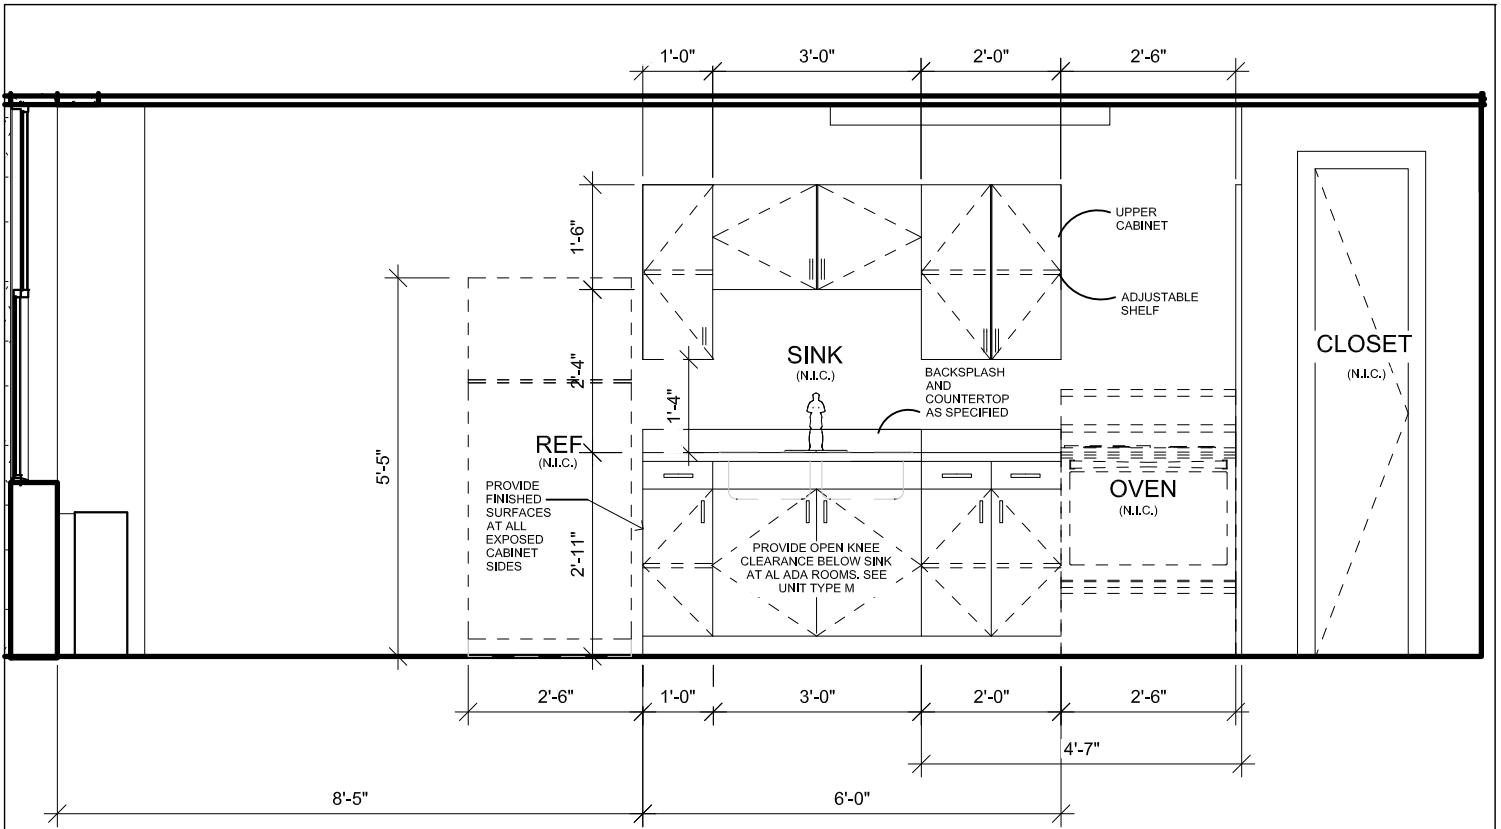 1'-0"
3'-0"
2'-0"
2'-6"
UPPER
CABINET
1'-6"
ADJUSTABLE
SHELF
SINK
(N.I.C.)
CLOSET
(N.I.C.)
2'-4"
1'-4"
BACKSPLASH
AND
COUNTERTOP
AS SPECIFIED
5'-5"
REF
(N.I.C.)
OVEN
(N.I.C.)
PROVIDE
FINISHED
SURFACES
AT ALL
EXPOSED
CABINET
SIDES
2'-11"
PROVIDE OPEN KNEE
CLEARANCE BELOW SINK
AT AL ADA ROOMS. SEE
UNIT TYPE M
2'-6"
1'-0"
3'-0"
2'-0"
2'-6"
4'-7"
8'-5"
6'-0"